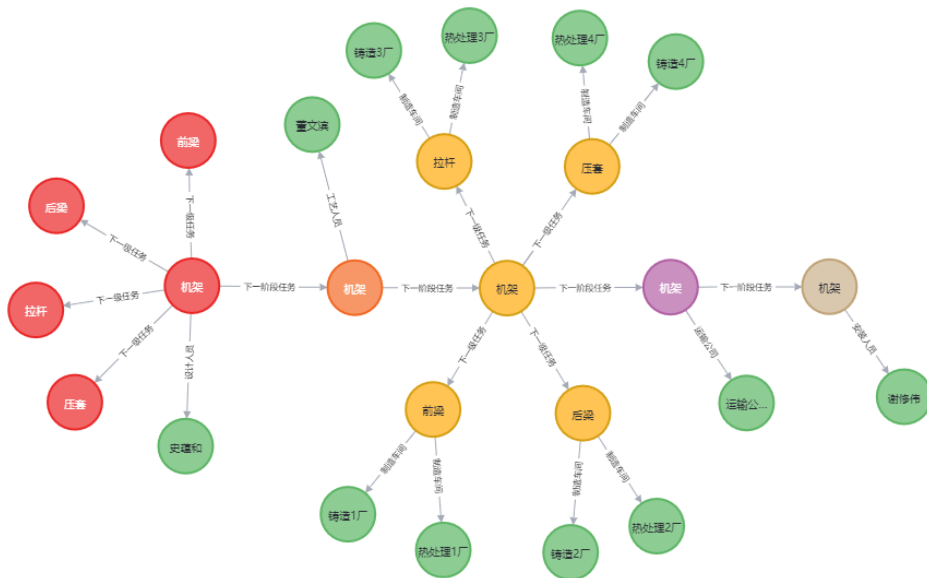 铸造3厂
热处理3厂
热处理4厂
铸造4厂
制造车间
制造车间
制造车间
制造车间
董文滨
前梁
拉杆
压套
后梁
下一级任务
工艺人员
下一级任务
下一级任务
下一级任务
机架
下一阶段任务
机架
下一阶段任务
机架
下一阶段任务
机架
下一阶段任务
机架
拉杆
下一级任务
下一级任务
设计人员
下一级任务
下一级任务
运输公司
安装人员
压套
史蕴和
前梁
后梁
运输公...
谢修伟
制造车间
制造车间
制造车间
制造车间
铸造1厂
热处理1厂
铸造2厂
热处理2厂